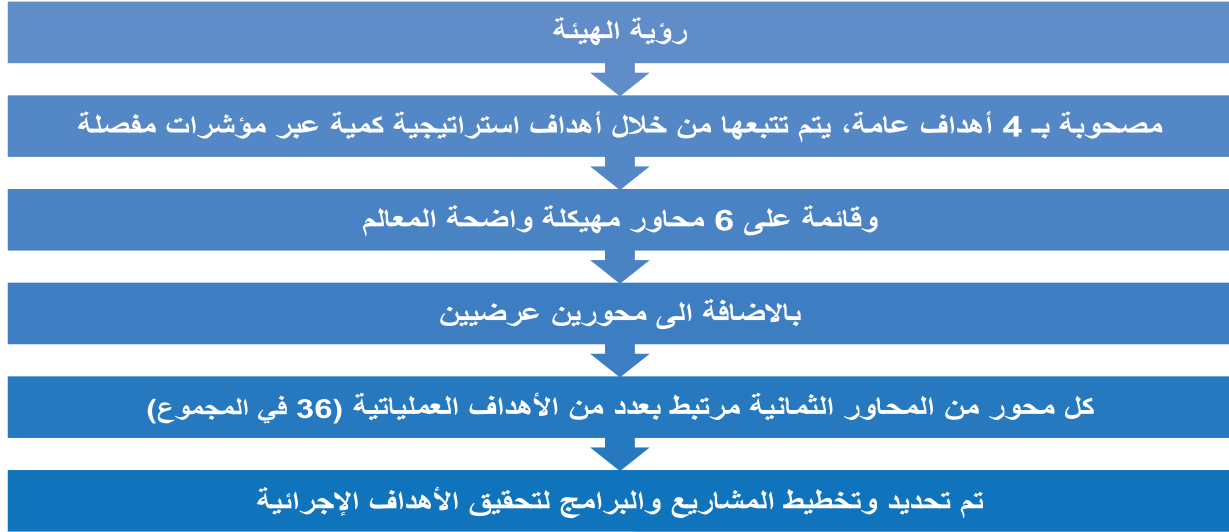 رؤية الهيئة
مصحوبة بـ 4 أهداف عامة، يتم تتبعها من خلال أهداف استراتيجية كمية عبر مؤشرات مفصلة
وقائمة على 6 محاور مهيكلة واضحة المعالم
بالاضافة الى محورين عرضيين
كل محور من المحاور الثمانية مرتبط بعدد من الأهداف العملياتية (36 في المجموع)
تم تحديد وتخطيط المشاريع والبرامج لتحقيق الأهداف الإجرائية